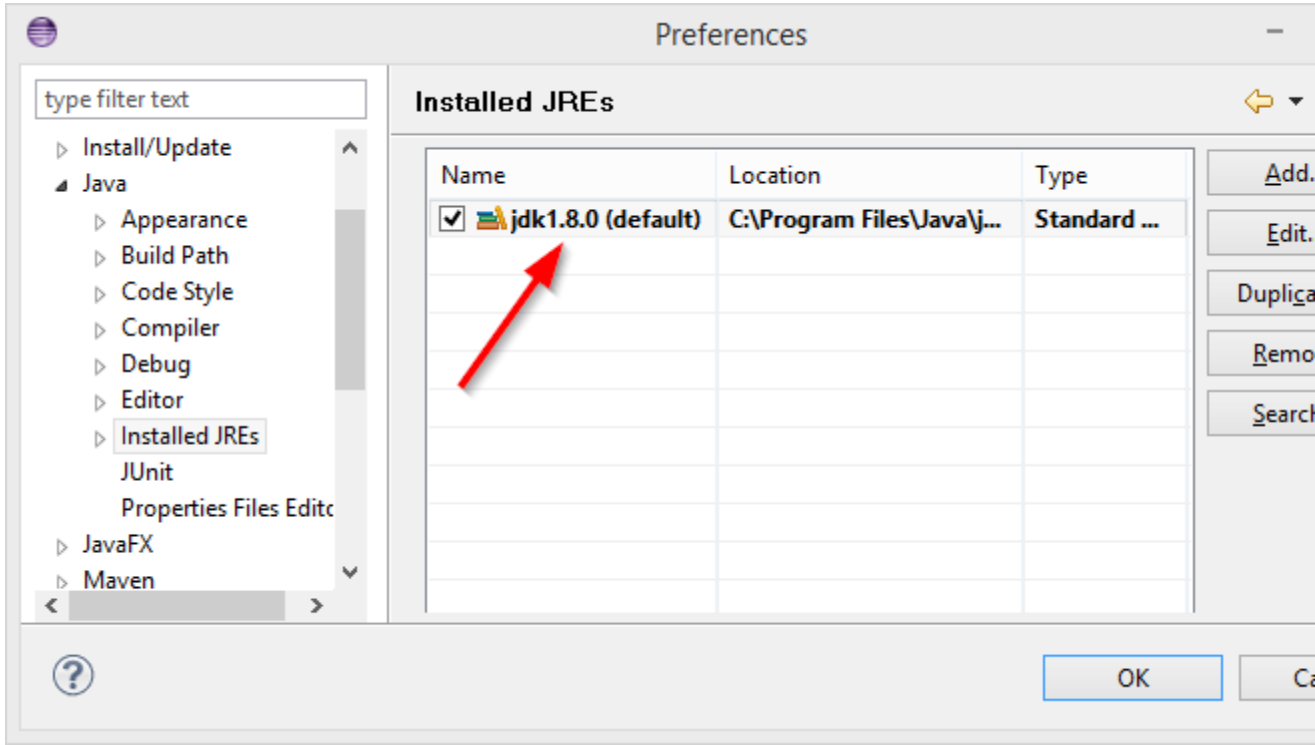 Preferences
type filter text
Install/Update
Java
Appearance
Build Path
Code Style
Compiler
Debug
Editor
Installed JREs
JUnit
Properties Files Edito
JavaFX
Maven
Installed JREs
Name Location Type
jdk1.8.0 (default) C:\Program Files\Java\j... Standard ...
Add.
Edit.
Duplica
Remo
Search
?
OK
Ca